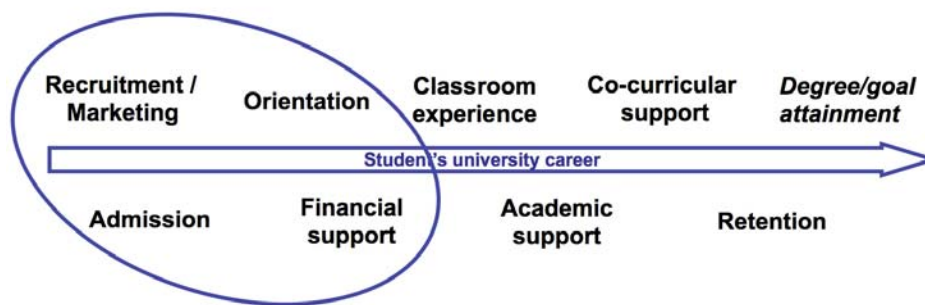 Recruitment /
Marketing
Orientation
Classroom
experience
Co-curricular
support
Degree/goal
attainment
Student's university career
Admission
Financial
support
Academic
support
Retention